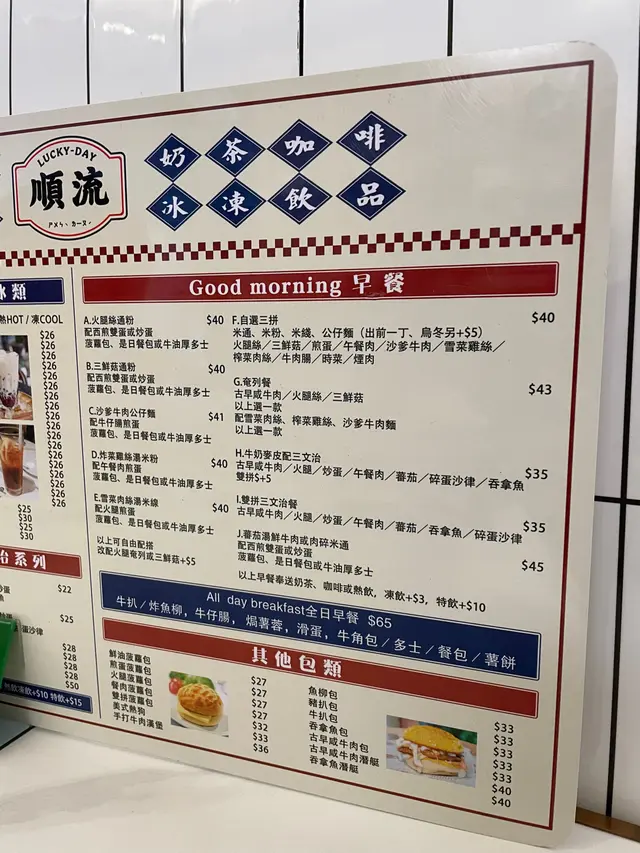 LUCKY-DAY
順流
奶茶咖啡
冰凍飲品
冰類
熱HOT / 凍COOL
$26
$26
$26
$26
$26
$26
$26
$26
$26
$26
$26
$26
$26
$26
$25
$30
$25
$30
台系列
$22
$25
蛋沙律
$28
$28
$28
$50
熱飲凍飲+$10 特飲+$15
Good morning 早餐
A.火腿絲通粉 $40
配西煎雙蛋或炒蛋
菠蘿包、是日餐包或牛油厚多士
B.三鮮菇通粉 $40
配西煎雙蛋或炒蛋
菠蘿包、是日餐包或牛油厚多士
C.沙爹牛肉公仔麵 $41
配牛仔腸煎蛋
菠蘿包、是日餐包或牛油厚多士
D.炸菜雞絲湯米粉 $40
配午餐肉煎蛋
菠蘿包、是日餐包或牛油厚多士
E.雪菜肉絲湯米線 $40
配火腿煎蛋
菠蘿包、是日餐包或牛油厚多士
以上可自由配搭
改配火腿奄列或三鮮菇+$5
F.自選三拼 $40
米通、米粉、米綫、公仔麵（出前一丁、烏冬另+$5）
火腿絲／三鮮菇／煎蛋／午餐肉／沙爹牛肉／雪菜雞絲／
榨菜肉絲／牛肉腸／時菜／煙肉
G.奄列餐 $43
古早咸牛肉／火腿絲／三鮮菇
以上選一款
配雪菜肉絲、榨菜雞絲、沙爹牛肉麵
以上選一款
H.牛奶麥皮配三文治
古早咸牛肉／火腿／炒蛋／午餐肉／蕃茄／碎蛋沙律／吞拿魚 $35
雙拼$+5
I.雙拼三文治餐
古早咸牛肉／火腿／炒蛋／午餐肉／蕃茄／吞拿魚／碎蛋沙律 $35
J.蕃茄湯鮮牛肉或肉碎米通
配西煎雙蛋或炒蛋 $45
菠蘿包、是日餐包或牛油厚多士
以上早餐奉送奶茶、咖啡或熱飲，凍飲+$3，特飲+$10
All day breakfast全日早餐 $65
牛扒／炸魚柳，牛仔腸，焗薯蓉，滑蛋，牛角包／多士／餐包／薯餅
其他包類
鮮油菠蘿包 $27
煎蛋菠蘿包 $27
火腿菠蘿包 $27
餐肉菠蘿包 $27
雙拼菠蘿包 $32
美式熱狗 $33
手打牛肉漢堡 $36
魚柳包 $33
豬扒包 $33
牛扒包 $33
吞拿魚包 $33
古早咸牛肉包 $33
古早咸牛肉潛艇 $40
吞拿魚潛艇 $40